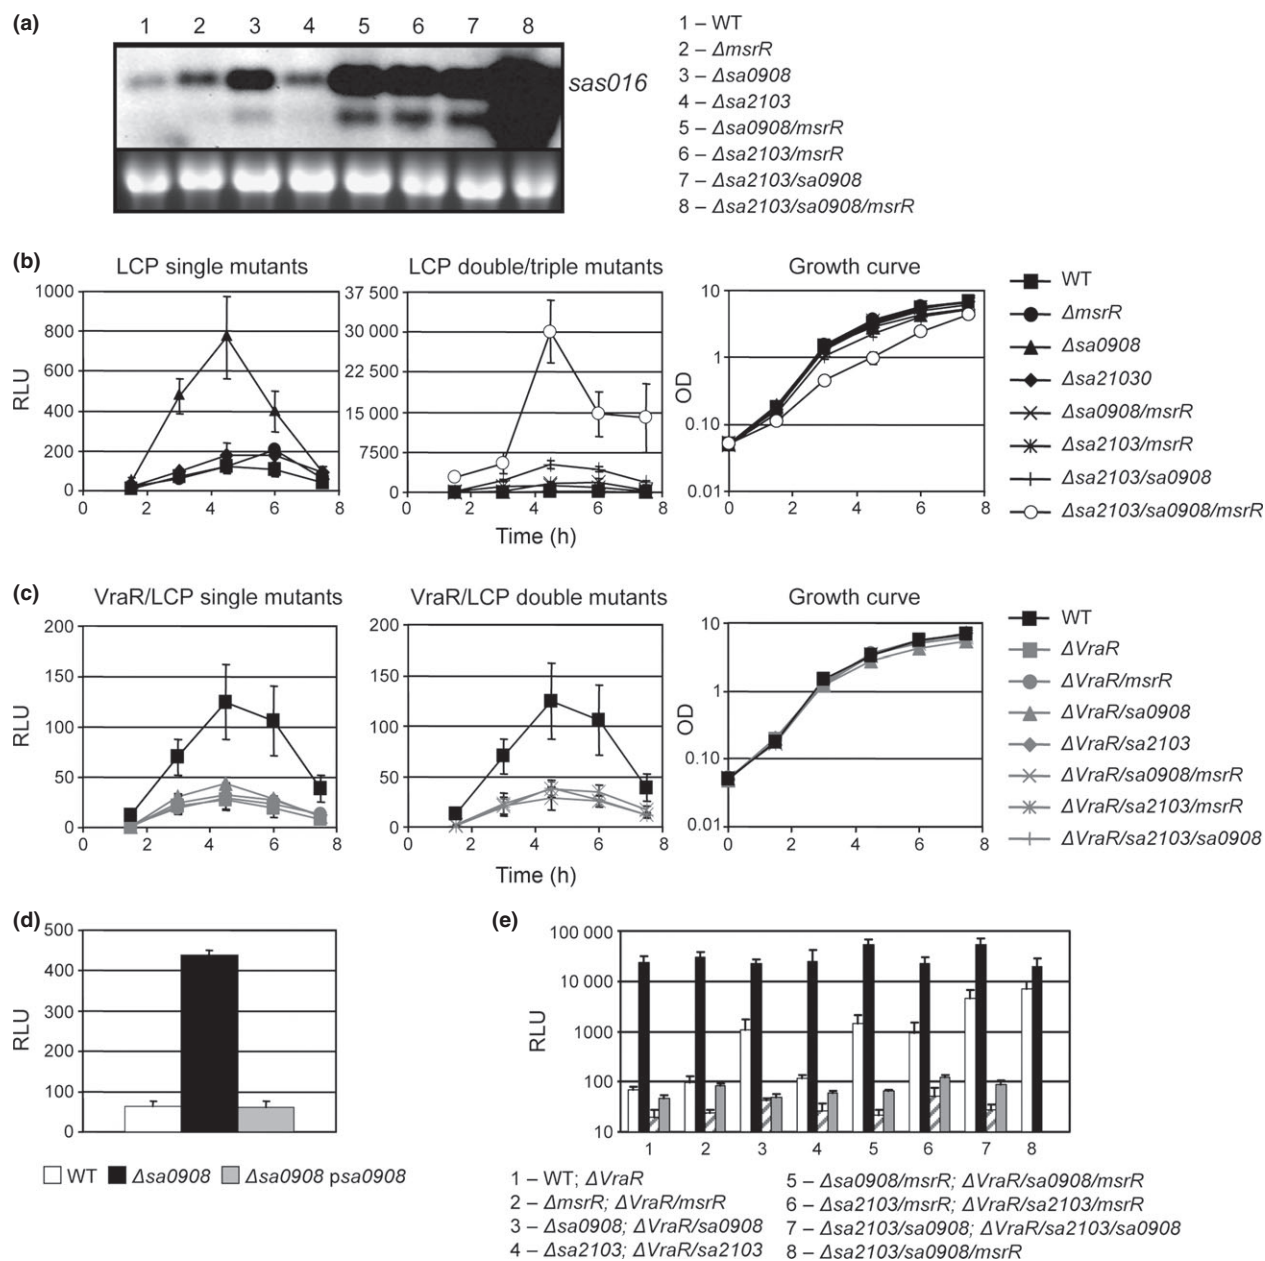 (a)
1 2 3 4 5 6 7 8
sas016
1 – WT
2 – ΔmsrR
3 – Δsa0908
4 – Δsa2103
5 – Δsa0908/msrR
6 – Δsa2103/msrR
7 – Δsa2103/sa0908
8 – Δsa2103/sa0908/msrR
(b)
LCP single mutants
RLU
1000
800
600
400
200
0
0 2 4 6 8
LCP double/triple mutants
37 500
30 000
22 500
15 000
7500
0
0 2 4 6 8
Time (h)
Growth curve
OD
10
1
0.10
0.01
0 2 4 6 8
WT
ΔmsrR
Δsa0908
Δsa21030
Δsa0908/msrR
Δsa2103/msrR
Δsa2103/sa0908
Δsa2103/sa0908/msrR
(c)
VraR/LCP single mutants
RLU
200
150
100
50
0
0 2 4 6 8
VraR/LCP double mutants
200
150
100
50
0
0 2 4 6 8
Time (h)
Growth curve
OD
10
1
0.10
0.01
0 2 4 6 8
WT
ΔVraR
ΔVraR/msrR
ΔVraR/sa0908
ΔVraR/sa2103
ΔVraR/sa0908/msrR
ΔVraR/sa2103/msrR
ΔVraR/sa2103/sa0908
(d)
RLU
500
400
300
200
100
0
WT Δsa0908 Δsa0908 psa0908
(e)
RLU
100 000
10 000
1000
100
10
1 2 3 4 5 6 7 8
1 – WT; ΔVraR
2 – ΔmsrR; ΔVraR/msrR
3 – Δsa0908; ΔVraR/sa0908
4 – Δsa2103; ΔVraR/sa2103
5 – Δsa0908/msrR; ΔVraR/sa0908/msrR
6 – Δsa2103/msrR; ΔVraR/sa2103/msrR
7 – Δsa2103/sa0908; ΔVraR/sa2103/sa0908
8 – Δsa2103/sa0908/msrR